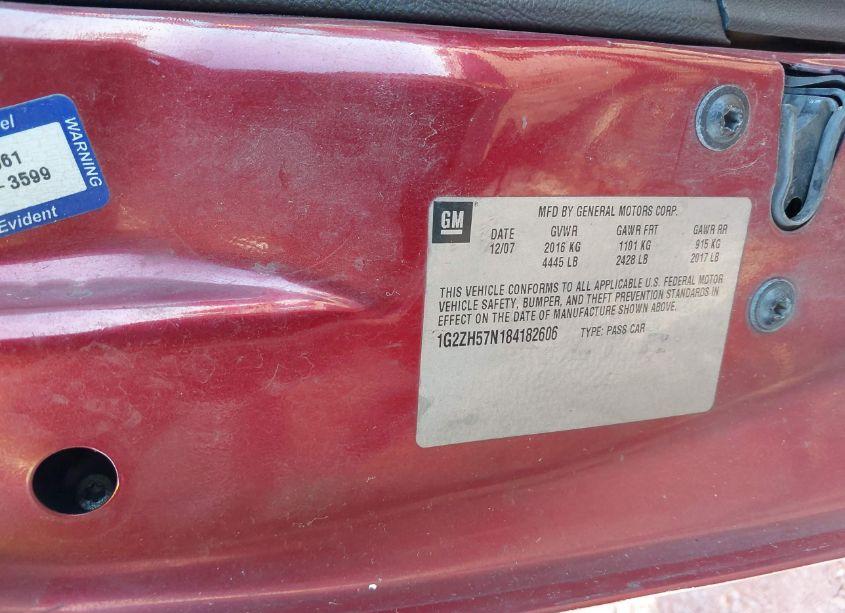 WARNING
61
- 3599
Evident
GM
MFD BY GENERAL MOTORS CORP.
DATE GVWR GAWR FRT GAWR RR
12/07 2016 KG 1101 KG 915 KG
4445 LB 2428 LB 2017 LB
THIS VEHICLE CONFORMS TO ALL APPLICABLE U.S. FEDERAL MOTOR
VEHICLE SAFETY, BUMPER, AND THEFT PREVENTION STANDARDS IN
EFFECT ON THE DATE OF MANUFACTURE SHOWN ABOVE.
1G2ZH57N184182606 TYPE: PASS CAR